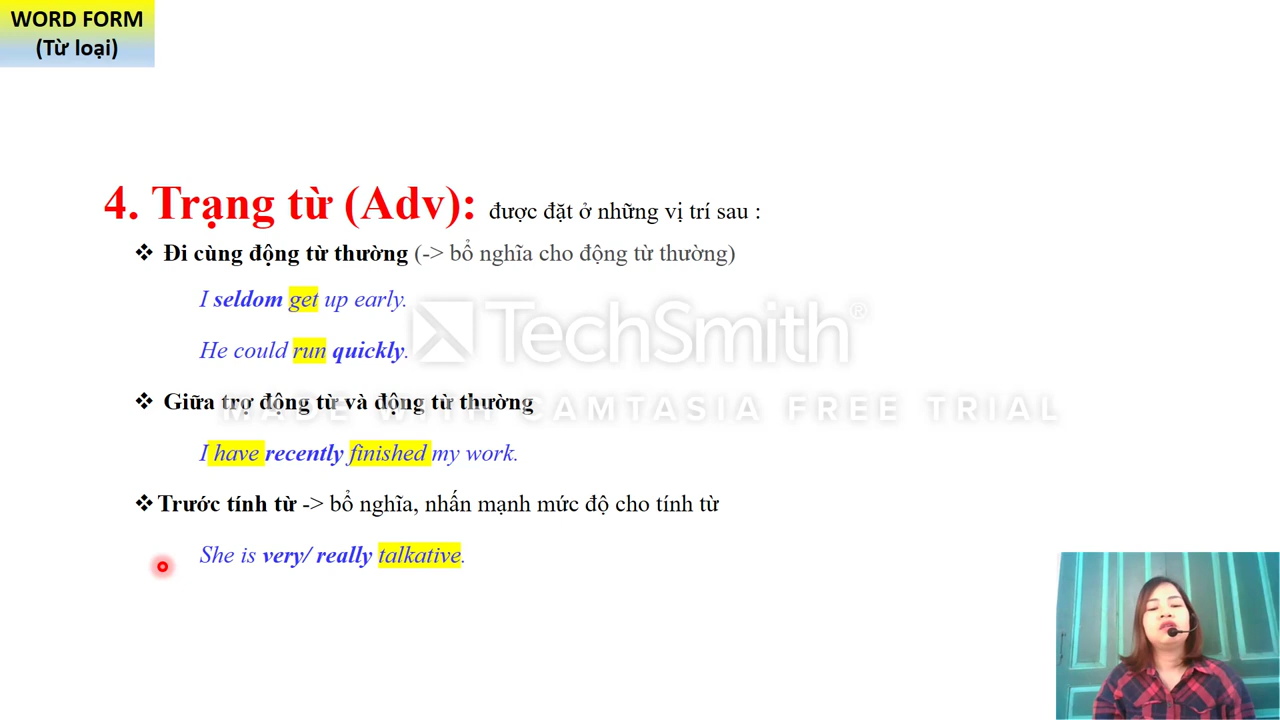 WORD FORM
(Từ loại)
4. Trạng từ (Adv): được đặt ở những vị trí sau :
❖ Đi cùng động từ thường (-> bổ nghĩa cho động từ thường)
I seldom get up early.
He could run quickly.
TechSmith®
❖ Giữa trợ động từ và động từ thường
MADE WITH CAMTASIA FREE TRIAL
I have recently finished my work.
❖ Trước tính từ -> bổ nghĩa, nhấn mạnh mức độ cho tính từ
She is very/ really talkative.